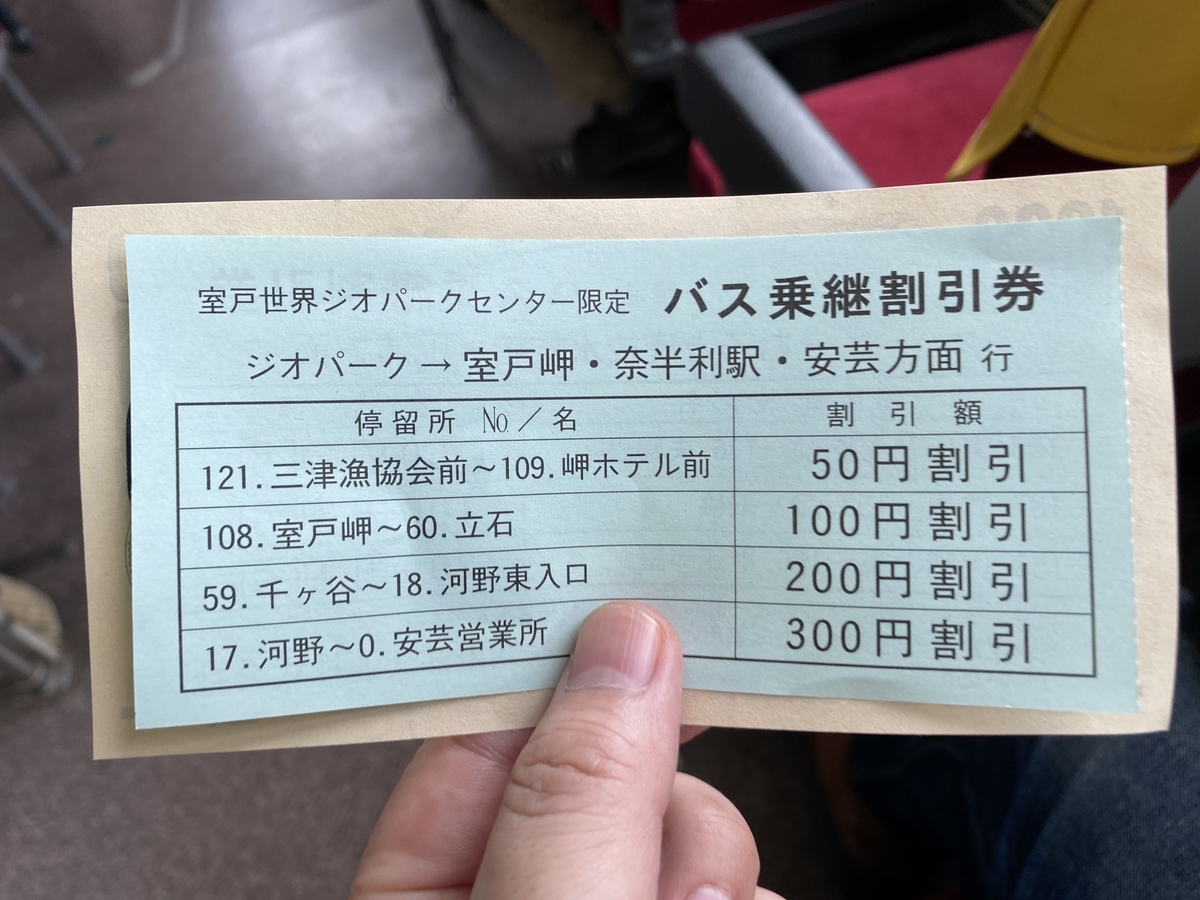 室戸世界ジオパークセンター限定 バス乗継割引券
ジオパーク → 室戸岬・奈半利駅・安芸方面 行
停留所 No. / 名 割引額
121. 三津漁協会前~109. 岬ホテル前 50円割引
108. 室戸岬~60. 立石 100円割引
59. 千ヶ谷~18. 河野東入口 200円割引
17. 河野~0. 安芸営業所 300円割引